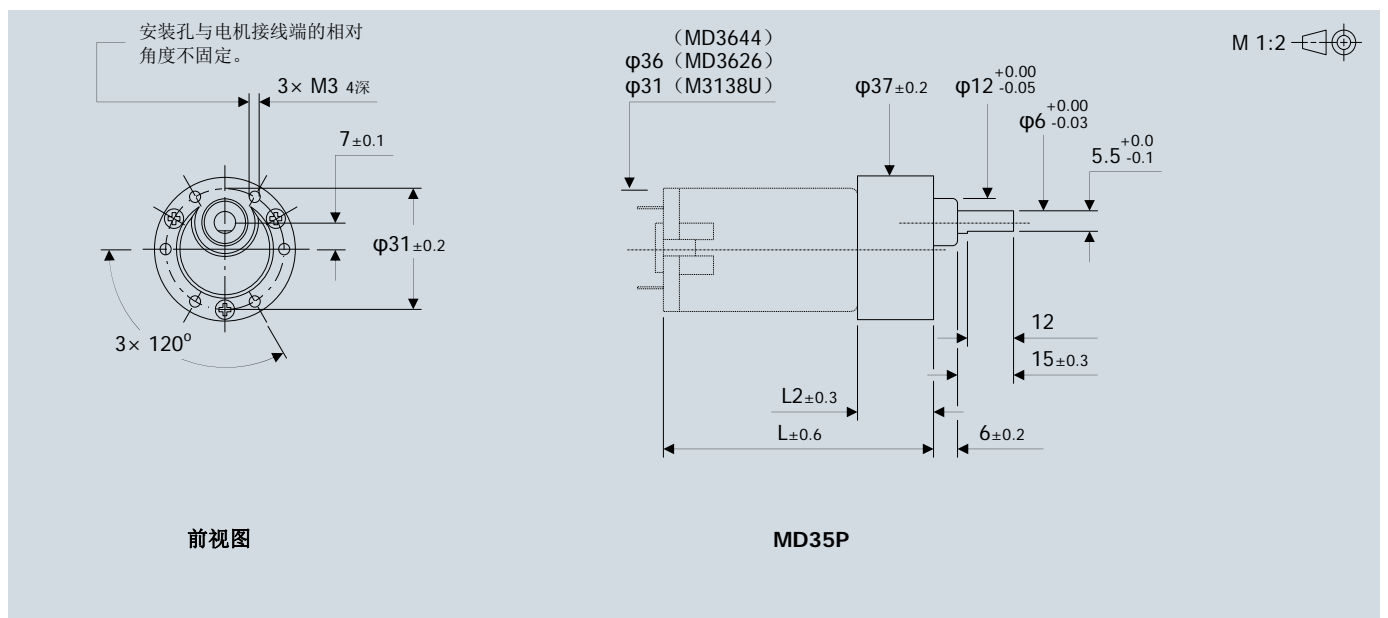 安装孔与电机接线端的相对
角度不固定。
3× M3 4深
7±0.1
φ31±0.2
3× 120°
前视图
（MD3644）
φ36（MD3626）
φ31（M3138U）
φ37±0.2
φ12 +0.00 -0.05
φ6 +0.00 -0.03
5.5 +0.0 -0.1
12
15±0.3
L2±0.3
L±0.6
6±0.2
MD35P
M 1:2